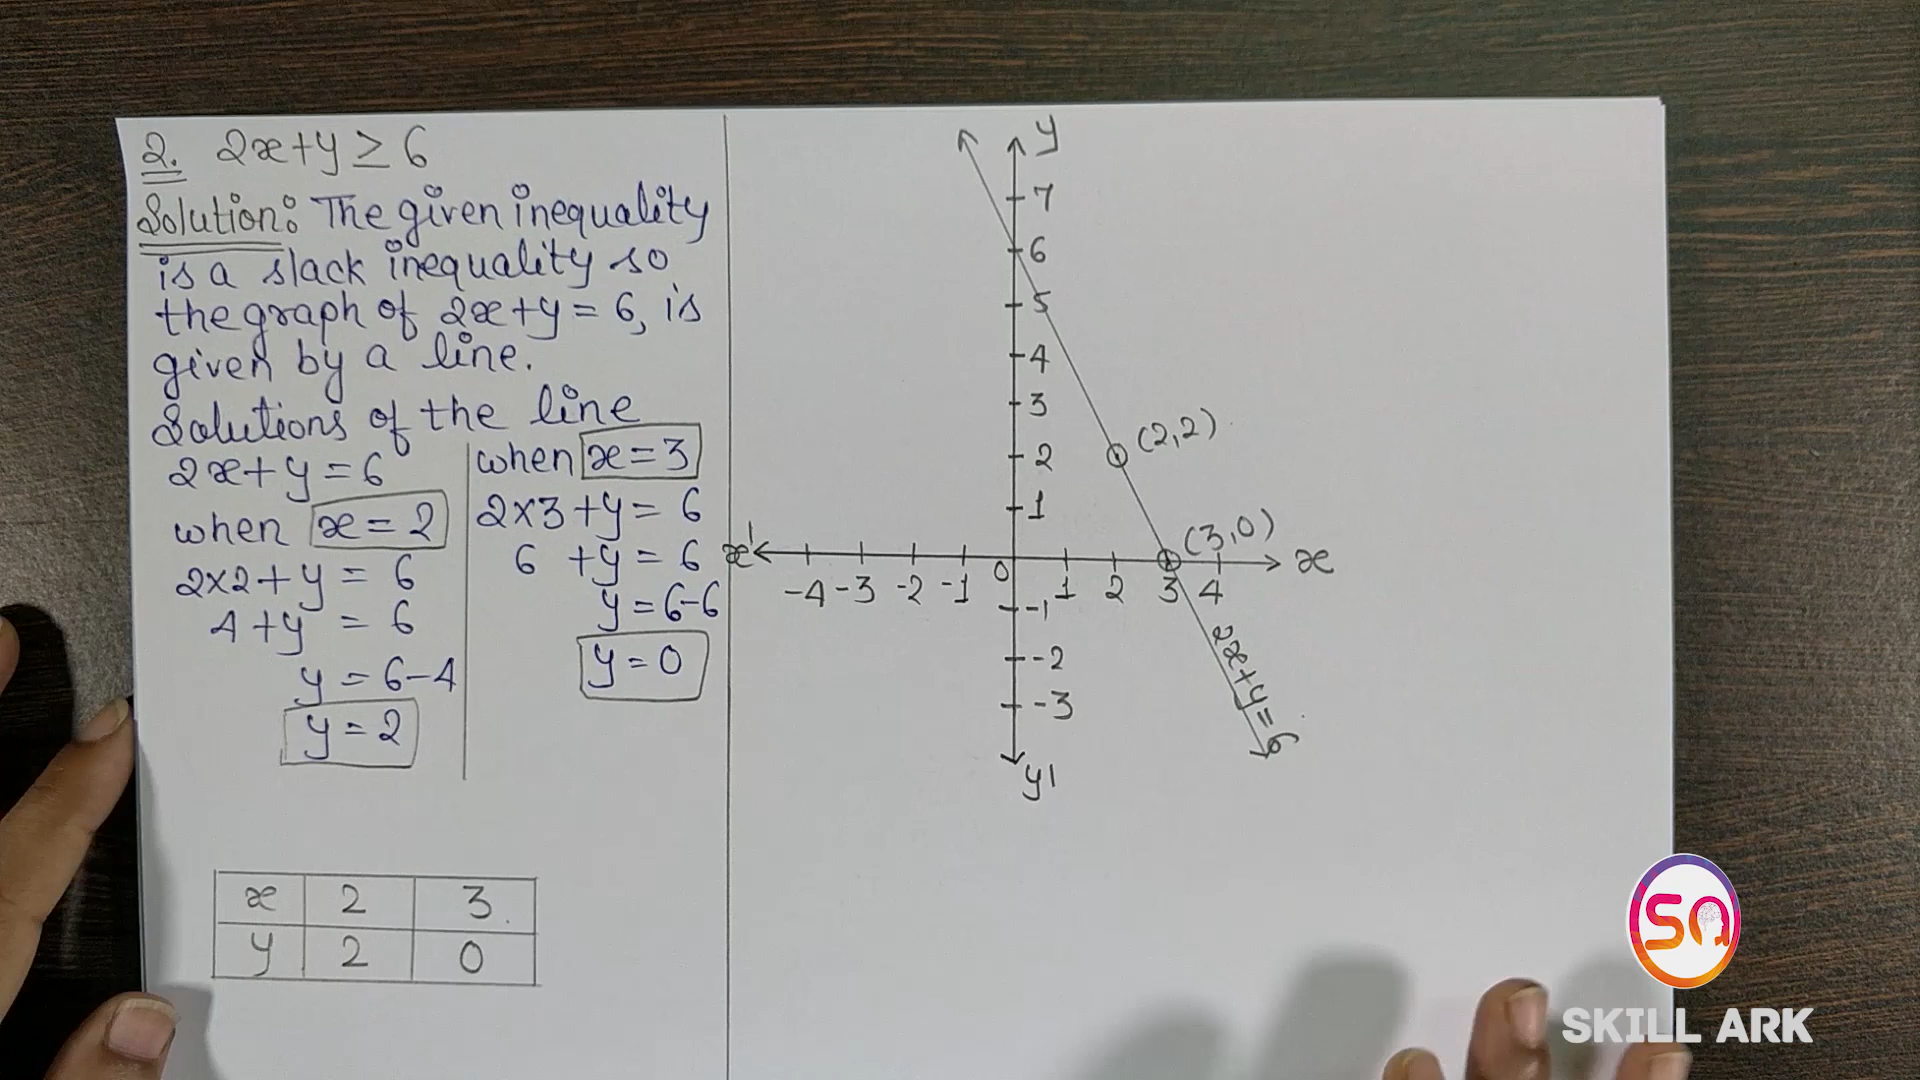 2. 2x+y ≥ 6
Solution: The given inequality
is a slack inequality so
the graph of 2x+y = 6, is
given by a line.
Solutions of the line
2x+y = 6
when x = 2
2×2+y = 6
4+y = 6
y = 6-4
y = 2
when x = 3
2×3+y = 6
6 +y = 6
y = 6-6
y = 0
x 2 3
y 2 0
y
7
6
5
4
3
2 (2,2)
1
(3,0)
x' x
0
-4 -3 -2 -1 1 2 3 4
-1
-2
-3
2x+y=6
y'
SA
SKILL ARK